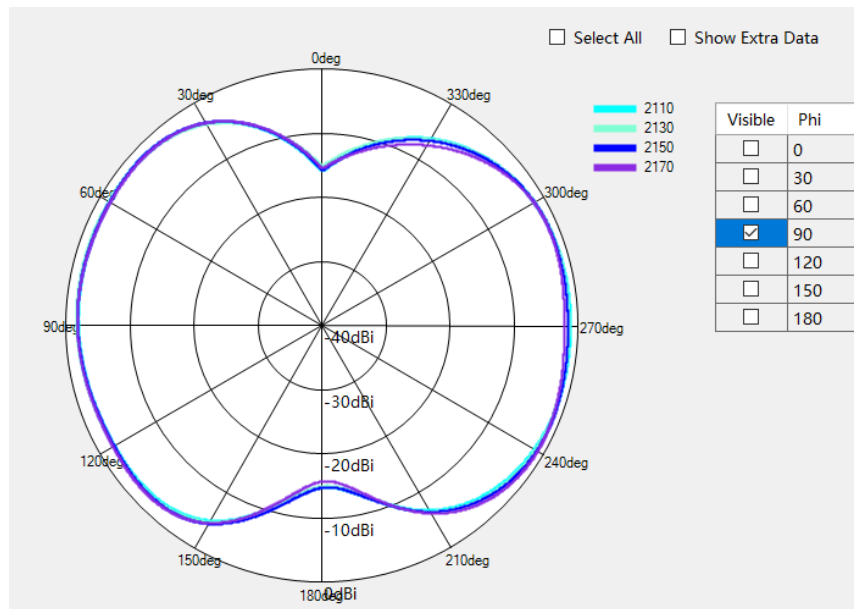 Select All
Show Extra Data
0deg
30deg
330deg
2110
2130
2150
2170
Visible Phi
0
30
60
90
120
150
180
60deg
300deg
90deg
270deg
-40dBi
-30dBi
120deg
240deg
-20dBi
-10dBi
150deg
210deg
180deg
0dBi